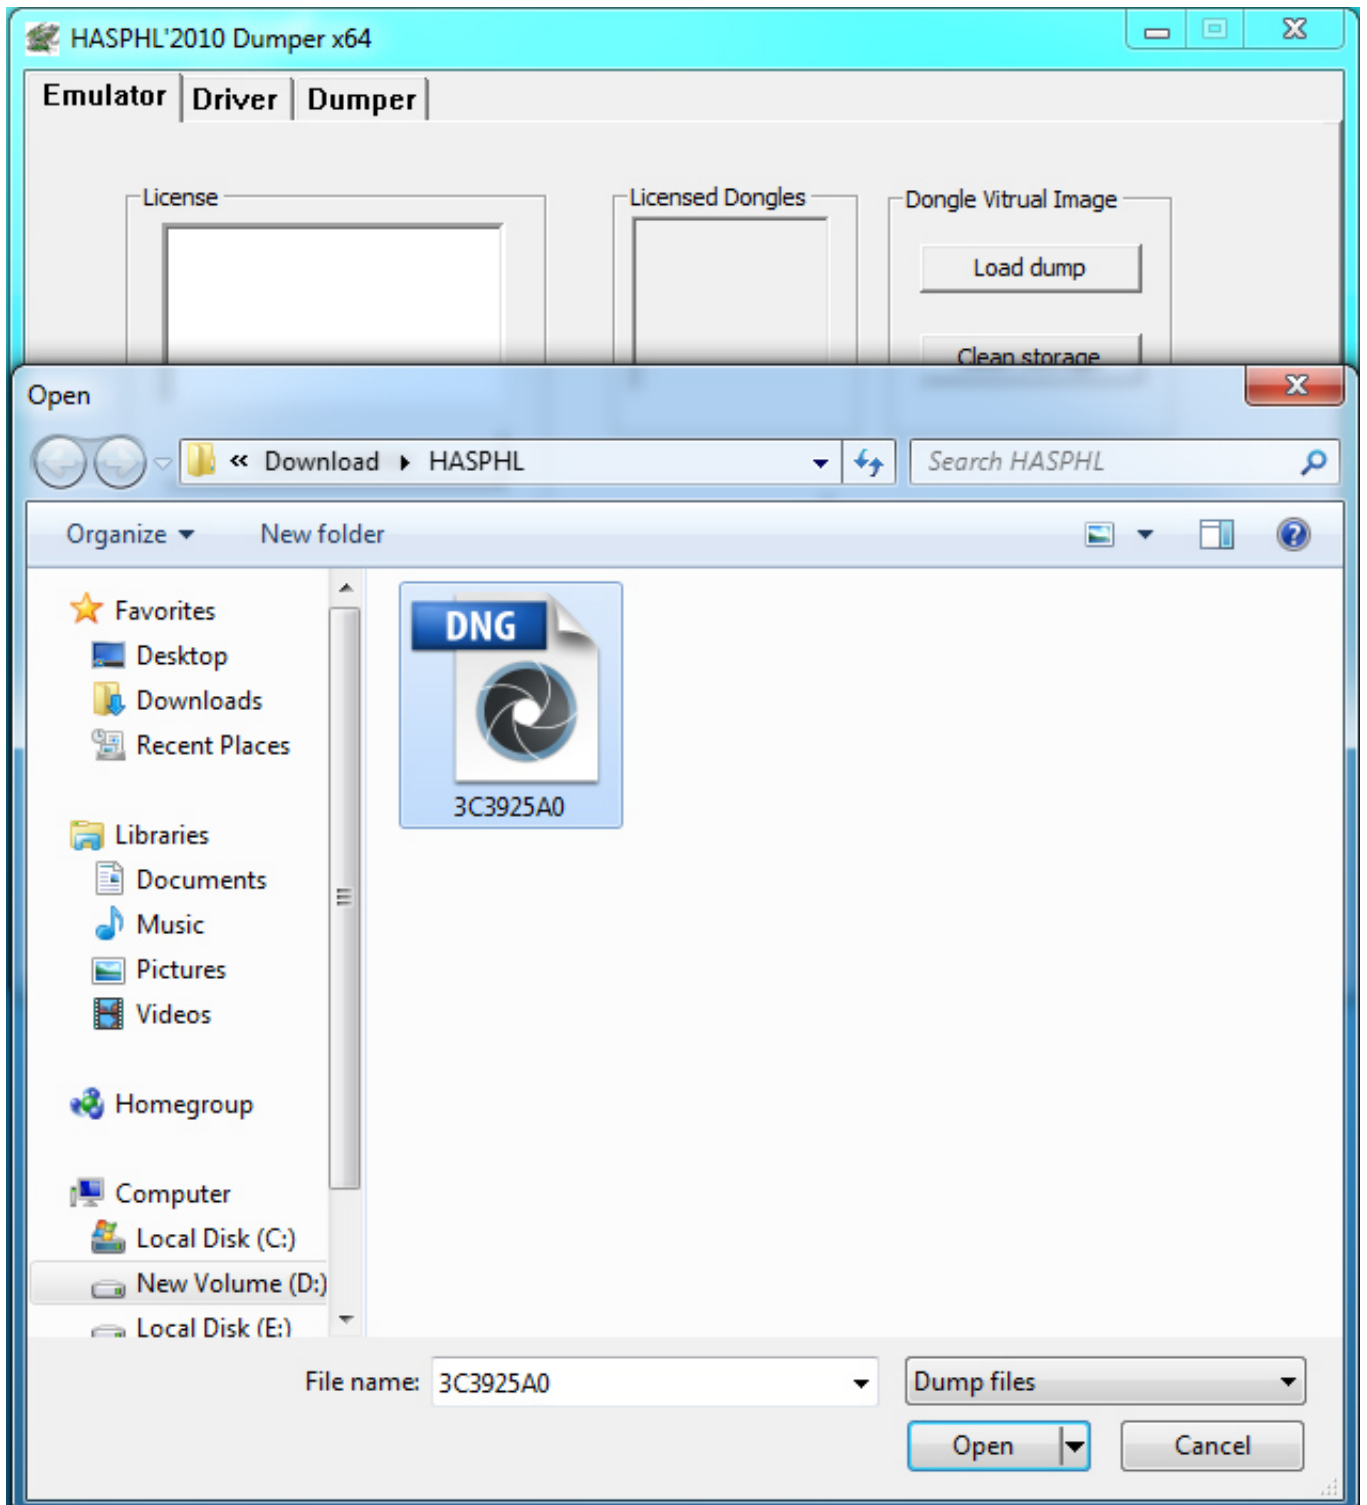 HASPHL'2010 Dumper x64
Emulator Driver Dumper
License
Licensed Dongles
Dongle Vitrual Image
Load dump
Clean storage
Open
« Download HASPHL
Search HASPHL
Organize New folder
Favorites
Desktop
Downloads
Recent Places
Libraries
Documents
Music
Pictures
Videos
Homegroup
Computer
Local Disk (C:)
New Volume (D:)
Local Disk (E:)
DNG
3C3925A0
File name: 3C3925A0
Dump files
Open Cancel